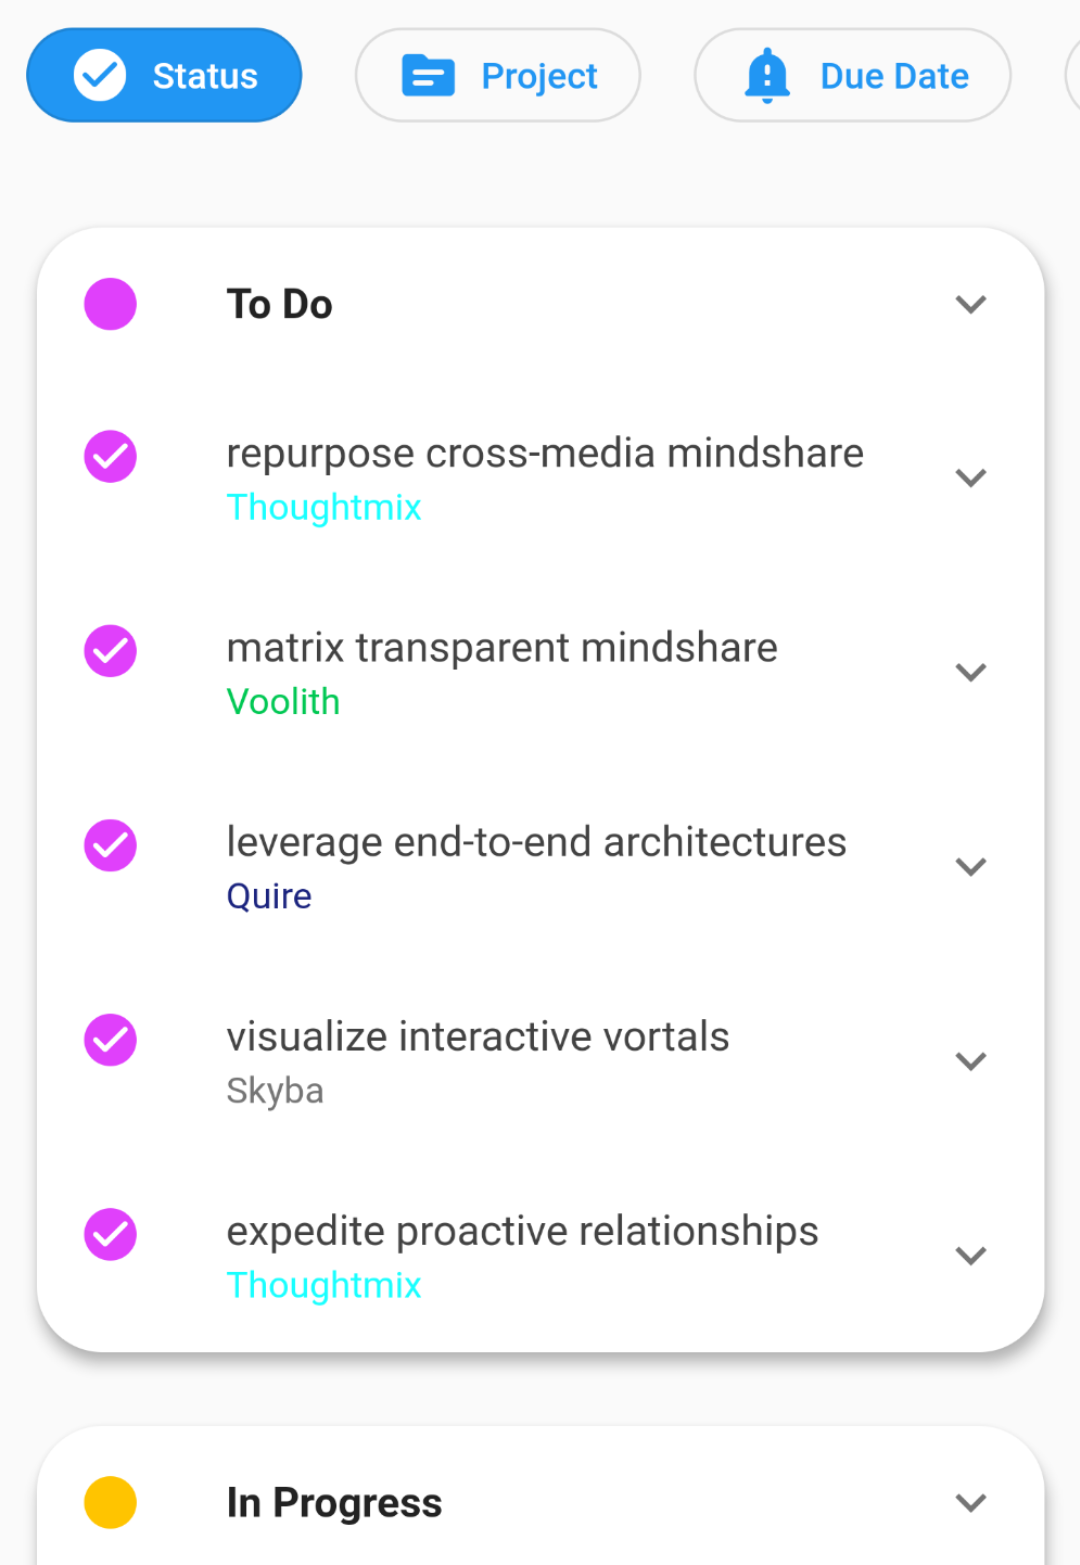 Status
Project
Due Date
To Do
repurpose cross-media mindshare
Thoughtmix
matrix transparent mindshare
Voolith
leverage end-to-end architectures
Quire
visualize interactive vortals
Skyba
expedite proactive relationships
Thoughtmix
In Progress